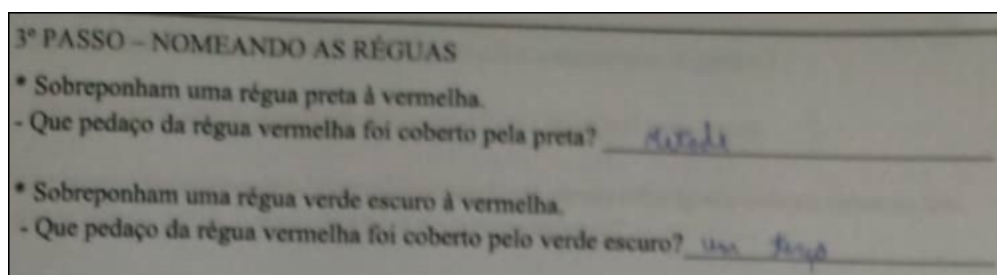 3º PASSO – NOMEANDO AS RÉGUAS
* Sobreponham uma régua preta à vermelha.
- Que pedaço da régua vermelha foi coberto pela preta? Metade
* Sobreponham uma régua verde escuro à vermelha.
- Que pedaço da régua vermelha foi coberto pelo verde escuro? um terço